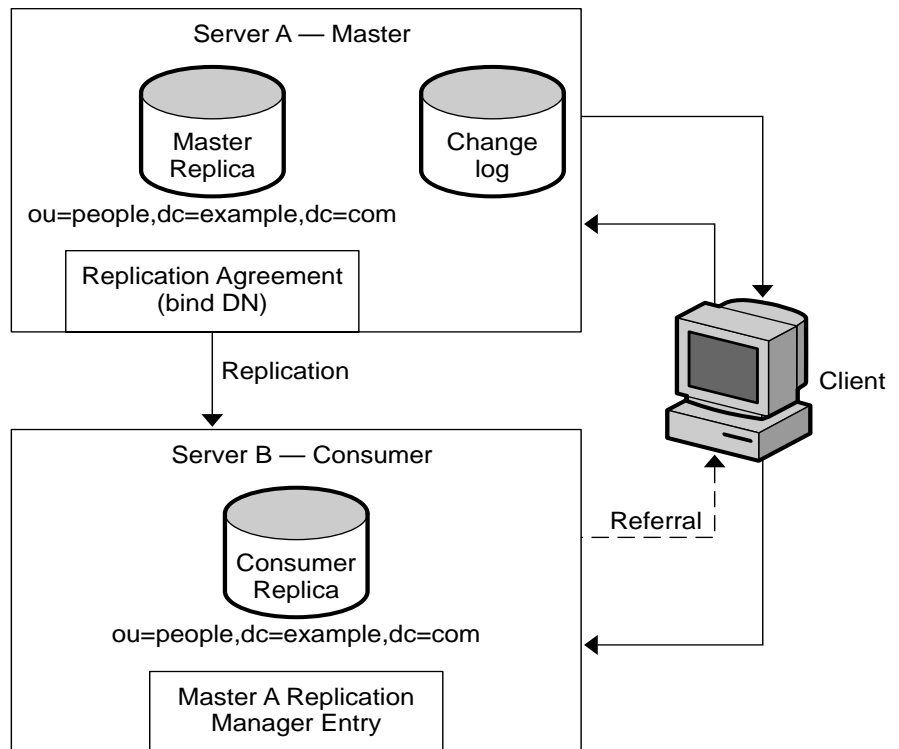 Server A — Master
Master
Replica
Change
log
ou=people,dc=example,dc=com
Replication Agreement
(bind DN)
Replication
Client
Server B — Consumer
Referral
Consumer
Replica
ou=people,dc=example,dc=com
Master A Replication
Manager Entry